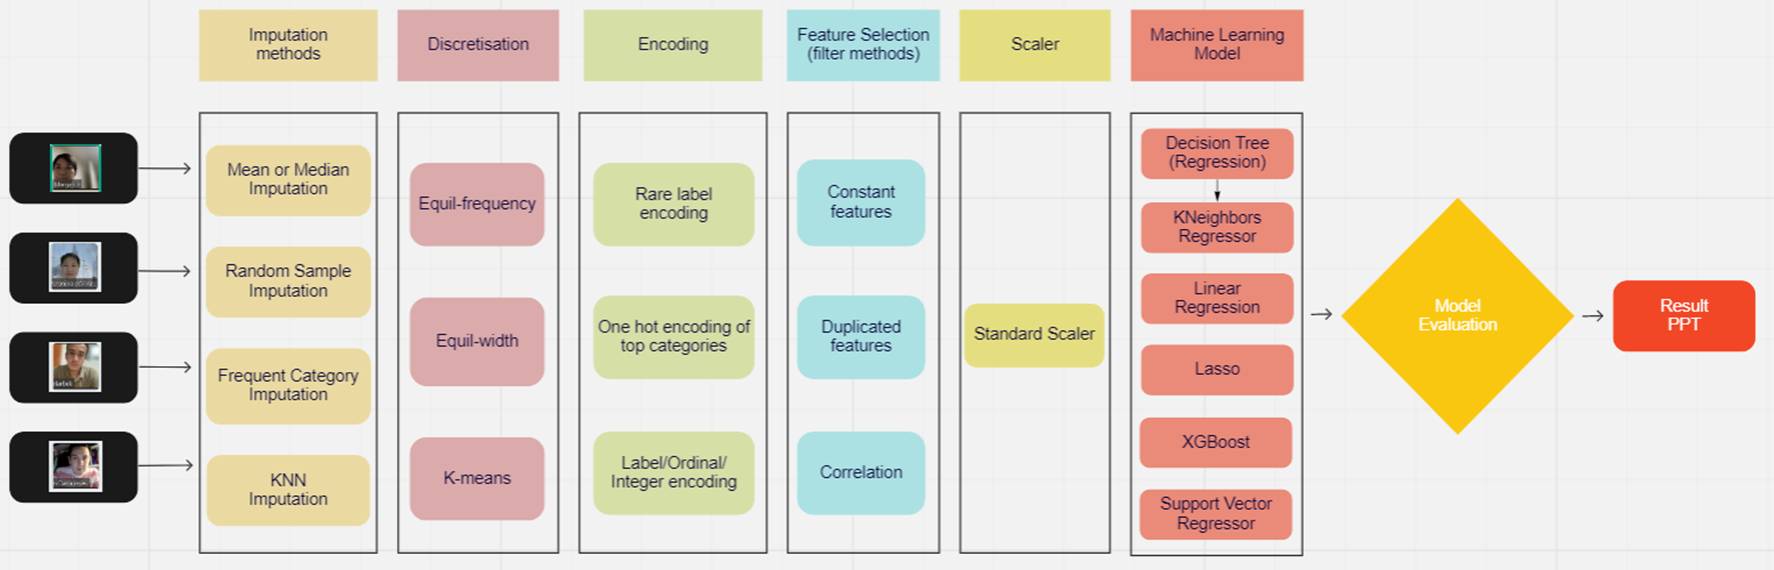 Imputation
methods
Discretisation
Encoding
Feature Selection
(filter methods)
Scaler
Machine Learning
Model
Mean or Median
Imputation
Random Sample
Imputation
Frequent Category
Imputation
KNN
Imputation
Equil-frequency
Equil-width
K-means
Rare label
encoding
One hot encoding of
top categories
Label/Ordinal/
Integer encoding
Constant
features
Duplicated
features
Correlation
Standard Scaler
Decision Tree
(Regression)
KNeighbors
Regressor
Linear
Regression
Lasso
XGBoost
Support Vector
Regressor
Model
Evaluation
Result
PPT